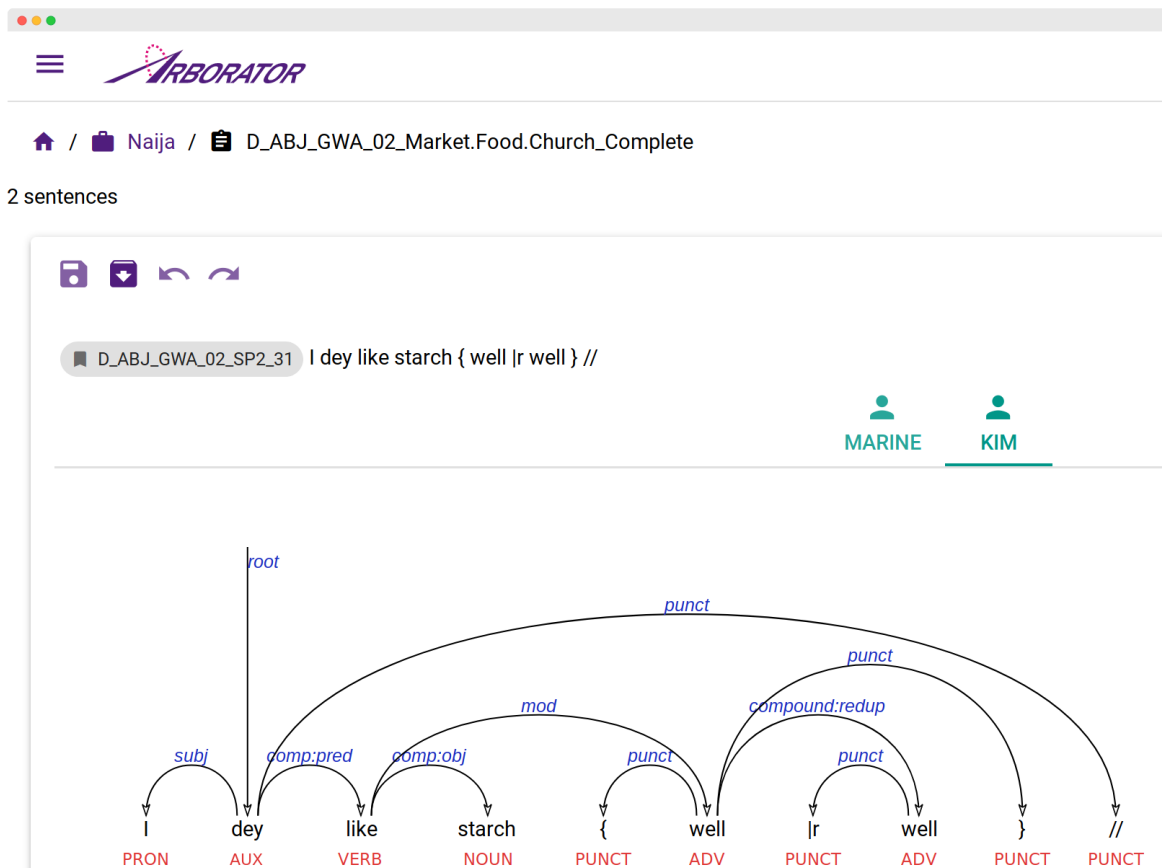 ARBORATOR
/ Naija / D_ABJ_GWA_02_Market.Food.Church_Complete
2 sentences
D_ABJ_GWA_02_SP2_31 I dey like starch { well |r well } //
MARINE KIM
root
punct
punct
mod compound:redup
subj comp:pred comp:obj punct punct
I dey like starch { well |r well } //
PRON AUX VERB NOUN PUNCT ADV PUNCT ADV PUNCT PUNCT